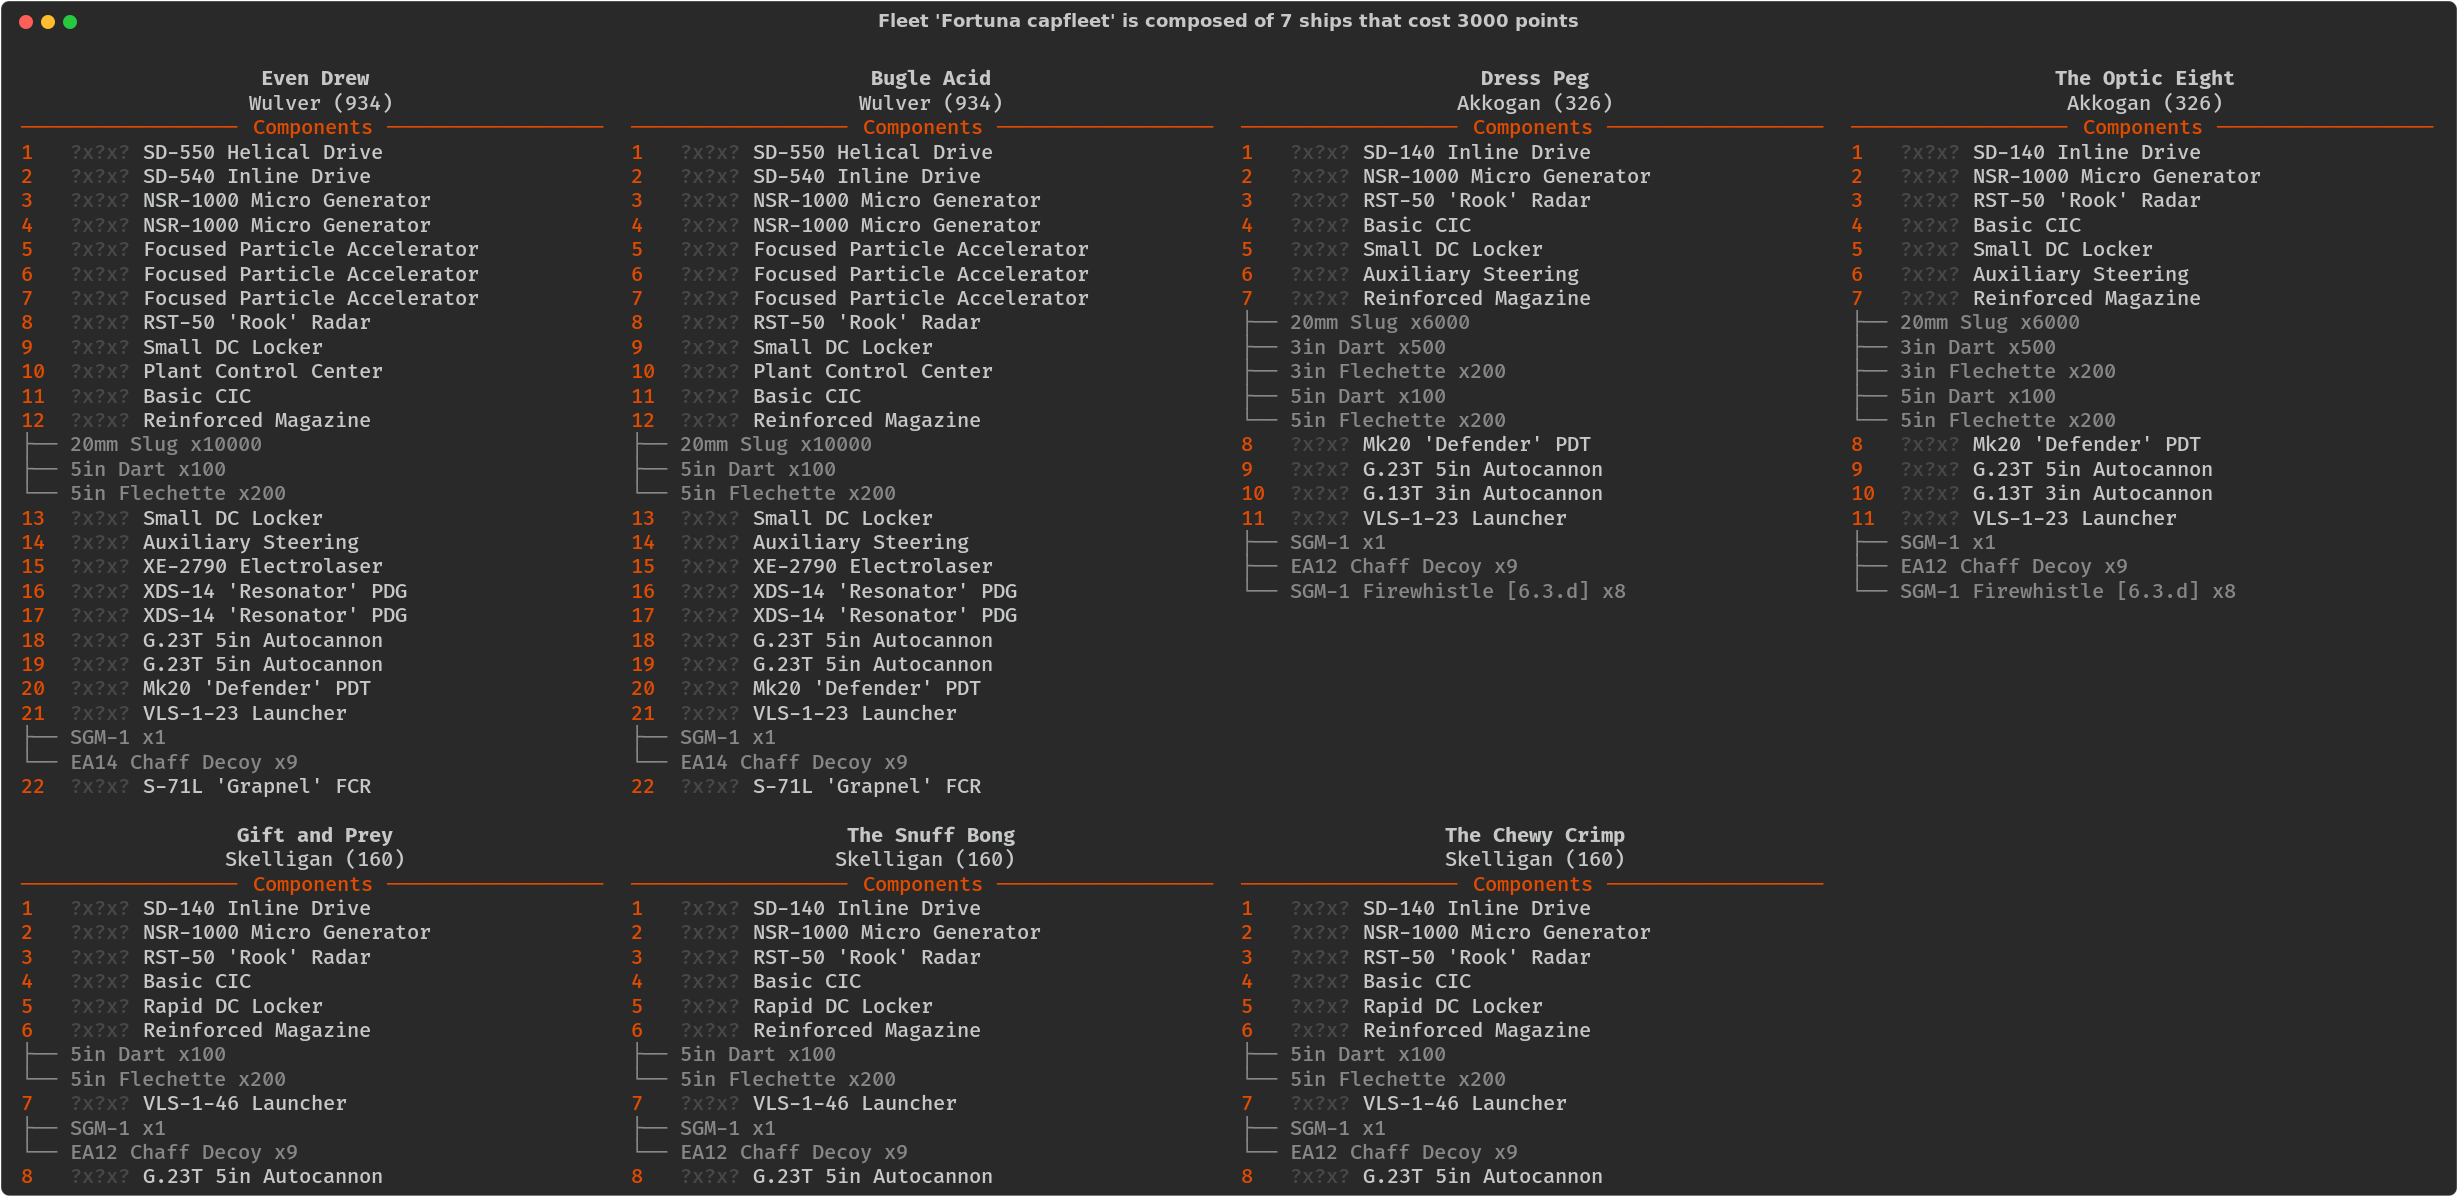 Fleet 'Fortuna capfleet' is composed of 7 ships that cost 3000 points
Even Drew
Wulver (934)
Components
1 ?x?x? SD-550 Helical Drive
2 ?x?x? SD-540 Inline Drive
3 ?x?x? NSR-1000 Micro Generator
4 ?x?x? NSR-1000 Micro Generator
5 ?x?x? Focused Particle Accelerator
6 ?x?x? Focused Particle Accelerator
7 ?x?x? Focused Particle Accelerator
8 ?x?x? RST-50 'Rook' Radar
9 ?x?x? Small DC Locker
10 ?x?x? Plant Control Center
11 ?x?x? Basic CIC
12 ?x?x? Reinforced Magazine
20mm Slug x10000
5in Dart x100
5in Flechette x200
13 ?x?x? Small DC Locker
14 ?x?x? Auxiliary Steering
15 ?x?x? XE-2790 Electrolaser
16 ?x?x? XDS-14 'Resonator' PDG
17 ?x?x? XDS-14 'Resonator' PDG
18 ?x?x? G.23T 5in Autocannon
19 ?x?x? G.23T 5in Autocannon
20 ?x?x? Mk20 'Defender' PDT
21 ?x?x? VLS-1-23 Launcher
SGM-1 x1
EA14 Chaff Decoy x9
22 ?x?x? S-71L 'Grapnel' FCR
Bugle Acid
Wulver (934)
Components
1 ?x?x? SD-550 Helical Drive
2 ?x?x? SD-540 Inline Drive
3 ?x?x? NSR-1000 Micro Generator
4 ?x?x? NSR-1000 Micro Generator
5 ?x?x? Focused Particle Accelerator
6 ?x?x? Focused Particle Accelerator
7 ?x?x? Focused Particle Accelerator
8 ?x?x? RST-50 'Rook' Radar
9 ?x?x? Small DC Locker
10 ?x?x? Plant Control Center
11 ?x?x? Basic CIC
12 ?x?x? Reinforced Magazine
20mm Slug x10000
5in Dart x100
5in Flechette x200
13 ?x?x? Small DC Locker
14 ?x?x? Auxiliary Steering
15 ?x?x? XE-2790 Electrolaser
16 ?x?x? XDS-14 'Resonator' PDG
17 ?x?x? XDS-14 'Resonator' PDG
18 ?x?x? G.23T 5in Autocannon
19 ?x?x? G.23T 5in Autocannon
20 ?x?x? Mk20 'Defender' PDT
21 ?x?x? VLS-1-23 Launcher
SGM-1 x1
EA14 Chaff Decoy x9
22 ?x?x? S-71L 'Grapnel' FCR
Dress Peg
Akkogan (326)
Components
1 ?x?x? SD-140 Inline Drive
2 ?x?x? NSR-1000 Micro Generator
3 ?x?x? RST-50 'Rook' Radar
4 ?x?x? Basic CIC
5 ?x?x? Small DC Locker
6 ?x?x? Auxiliary Steering
7 ?x?x? Reinforced Magazine
20mm Slug x6000
3in Dart x500
3in Flechette x200
5in Dart x100
5in Flechette x200
8 ?x?x? Mk20 'Defender' PDT
9 ?x?x? G.23T 5in Autocannon
10 ?x?x? G.13T 3in Autocannon
11 ?x?x? VLS-1-23 Launcher
SGM-1 x1
EA12 Chaff Decoy x9
SGM-1 Firewhistle [6.3.d] x8
The Optic Eight
Akkogan (326)
Components
1 ?x?x? SD-140 Inline Drive
2 ?x?x? NSR-1000 Micro Generator
3 ?x?x? RST-50 'Rook' Radar
4 ?x?x? Basic CIC
5 ?x?x? Small DC Locker
6 ?x?x? Auxiliary Steering
7 ?x?x? Reinforced Magazine
20mm Slug x6000
3in Dart x500
3in Flechette x200
5in Dart x100
5in Flechette x200
8 ?x?x? Mk20 'Defender' PDT
9 ?x?x? G.23T 5in Autocannon
10 ?x?x? G.13T 3in Autocannon
11 ?x?x? VLS-1-23 Launcher
SGM-1 x1
EA12 Chaff Decoy x9
SGM-1 Firewhistle [6.3.d] x8
Gift and Prey
Skelligan (160)
Components
1 ?x?x? SD-140 Inline Drive
2 ?x?x? NSR-1000 Micro Generator
3 ?x?x? RST-50 'Rook' Radar
4 ?x?x? Basic CIC
5 ?x?x? Rapid DC Locker
6 ?x?x? Reinforced Magazine
5in Dart x100
5in Flechette x200
7 ?x?x? VLS-1-46 Launcher
SGM-1 x1
EA12 Chaff Decoy x9
8 ?x?x? G.23T 5in Autocannon
The Snuff Bong
Skelligan (160)
Components
1 ?x?x? SD-140 Inline Drive
2 ?x?x? NSR-1000 Micro Generator
3 ?x?x? RST-50 'Rook' Radar
4 ?x?x? Basic CIC
5 ?x?x? Rapid DC Locker
6 ?x?x? Reinforced Magazine
5in Dart x100
5in Flechette x200
7 ?x?x? VLS-1-46 Launcher
SGM-1 x1
EA12 Chaff Decoy x9
8 ?x?x? G.23T 5in Autocannon
The Chewy Crimp
Skelligan (160)
Components
1 ?x?x? SD-140 Inline Drive
2 ?x?x? NSR-1000 Micro Generator
3 ?x?x? RST-50 'Rook' Radar
4 ?x?x? Basic CIC
5 ?x?x? Rapid DC Locker
6 ?x?x? Reinforced Magazine
5in Dart x100
5in Flechette x200
7 ?x?x? VLS-1-46 Launcher
SGM-1 x1
EA12 Chaff Decoy x9
8 ?x?x? G.23T 5in Autocannon